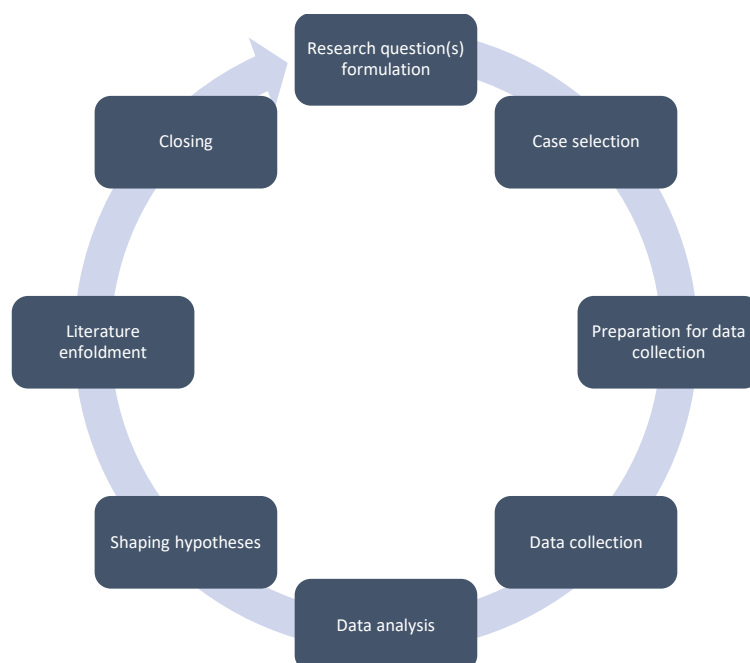 Research question(s)
formulation
Case selection
Preparation for data
collection
Data collection
Data analysis
Shaping hypotheses
Literature
enfoldment
Closing